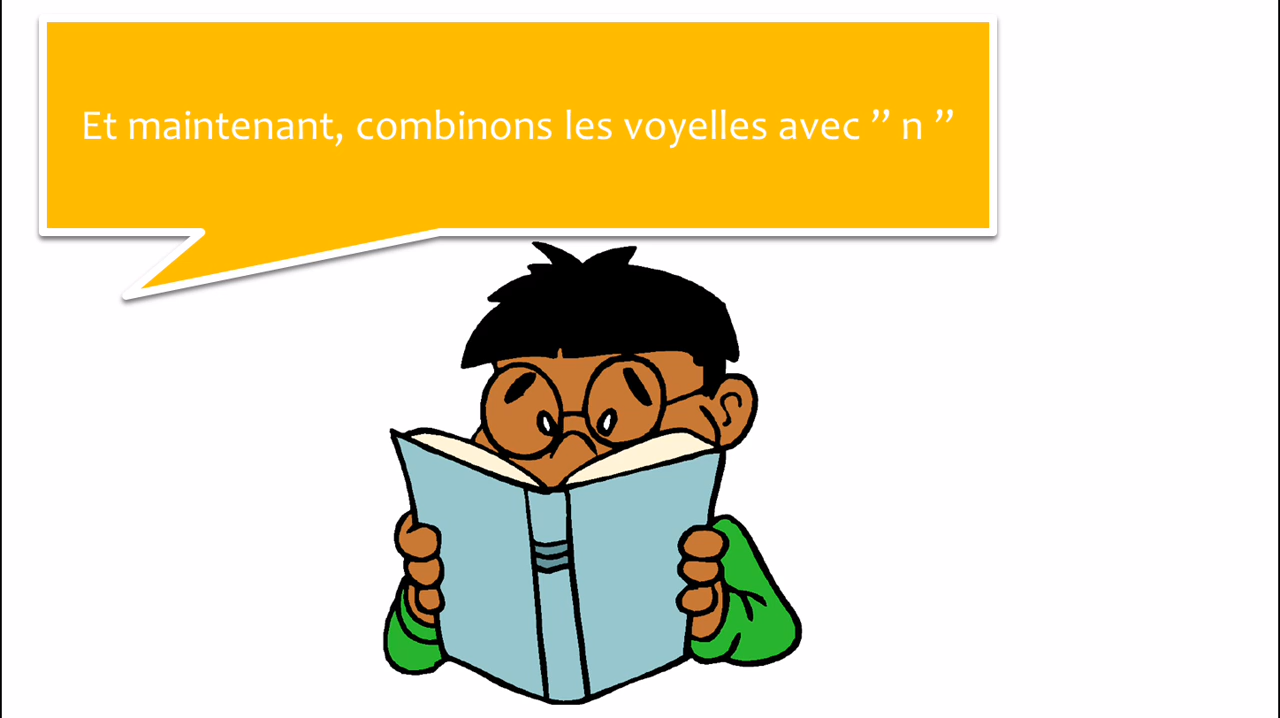 Et maintenant, combinons les voyelles avec ” n ”